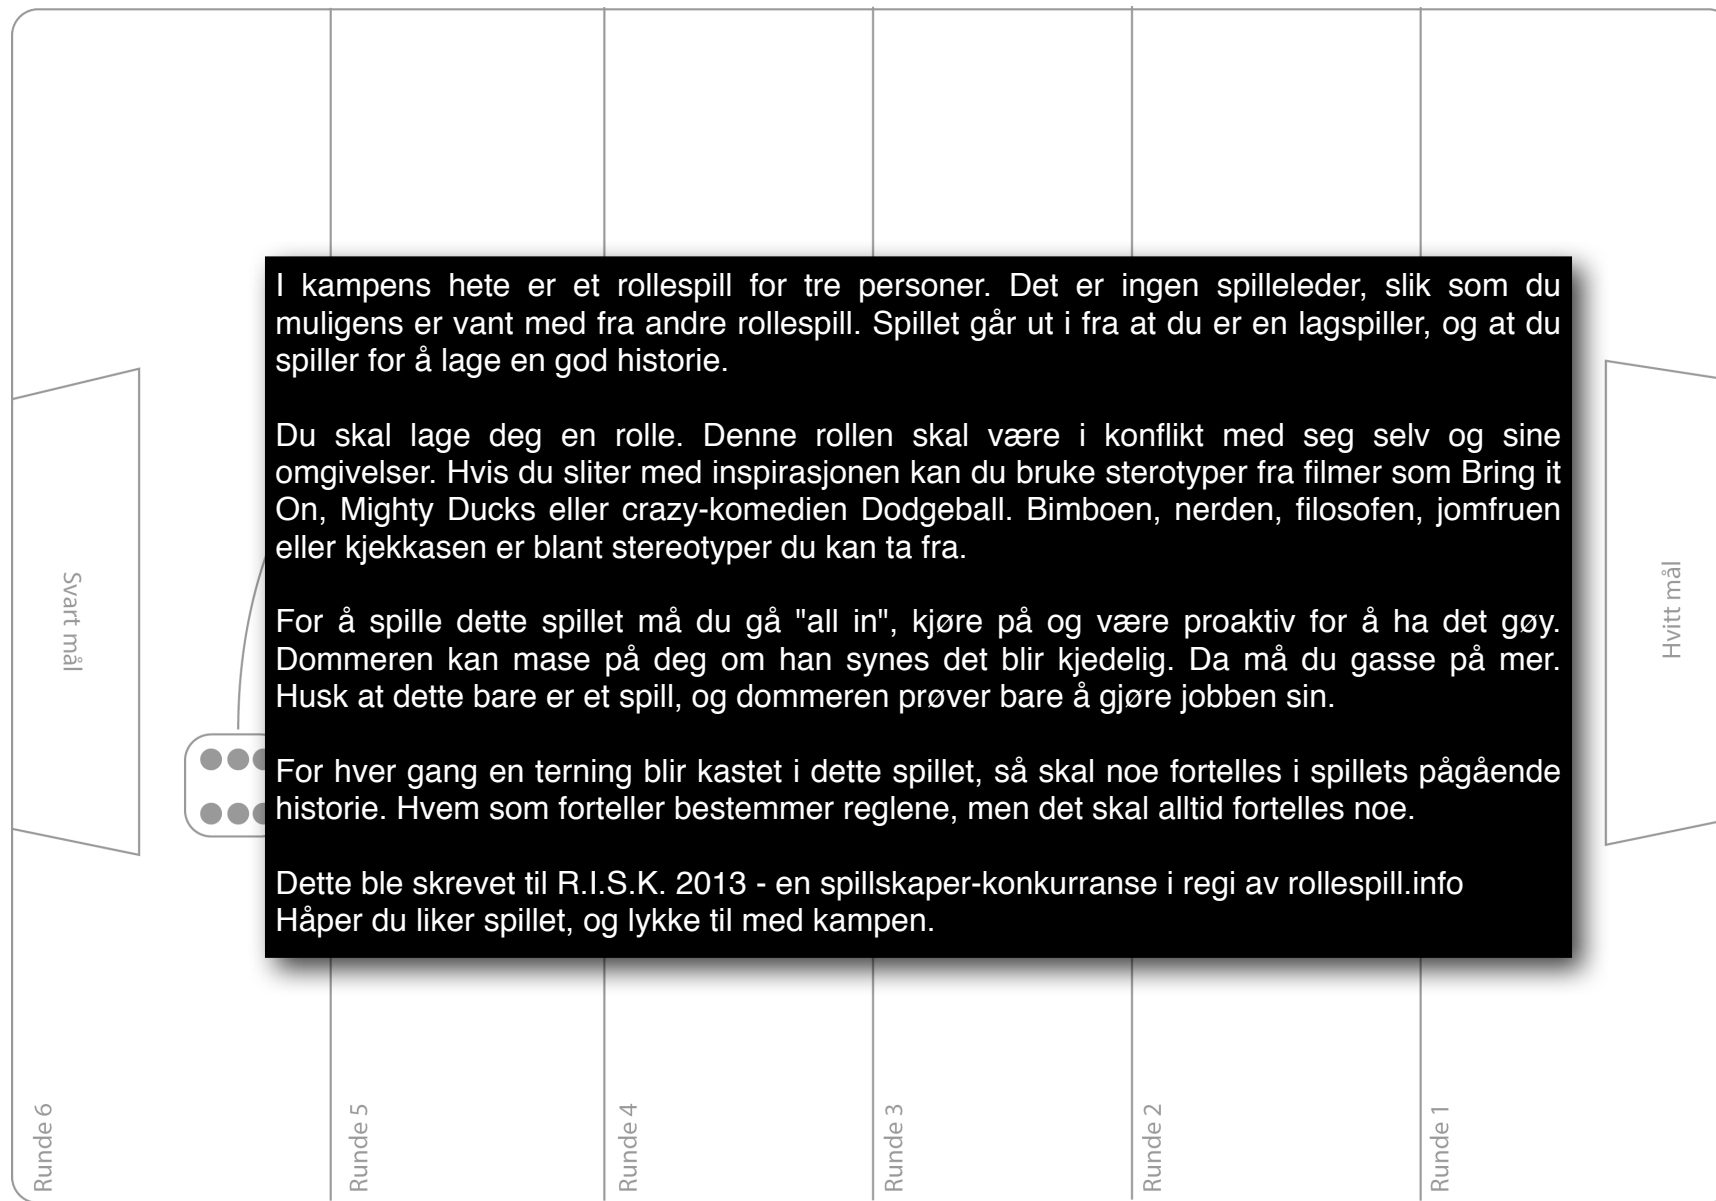 I kampens hete er et rollespill for tre personer. Det er ingen spilleleder, slik som du
muligens er vant med fra andre rollespill. Spillet går ut i fra at du er en lagspiller, og at du
spiller for å lage en god historie.
Du skal lage deg en rolle. Denne rollen skal være i konflikt med seg selv og sine
omgivelser. Hvis du sliter med inspirasjonen kan du bruke sterotyper fra filmer som Bring it
On, Mighty Ducks eller crazy-komedien Dodgeball. Bimboen, nerden, filosofen, jomfruen
eller kjekkasen er blant stereotyper du kan ta fra.
For å spille dette spillet må du gå "all in", kjøre på og være proaktiv for å ha det gøy.
Dommeren kan mase på deg om han synes det blir kjedelig. Da må du gasse på mer.
Husk at dette bare er et spill, og dommeren prøver bare å gjøre jobben sin.
For hver gang en terning blir kastet i dette spillet, så skal noe fortelles i spillets pågående
historie. Hvem som forteller bestemmer reglene, men det skal alltid fortelles noe.
Dette ble skrevet til R.I.S.K. 2013 - en spillskaper-konkurranse i regi av rollespill.info
Håper du liker spillet, og lykke til med kampen.
Svart mål
Hvitt mål
Runde 6
Runde 5
Runde 4
Runde 3
Runde 2
Runde 1